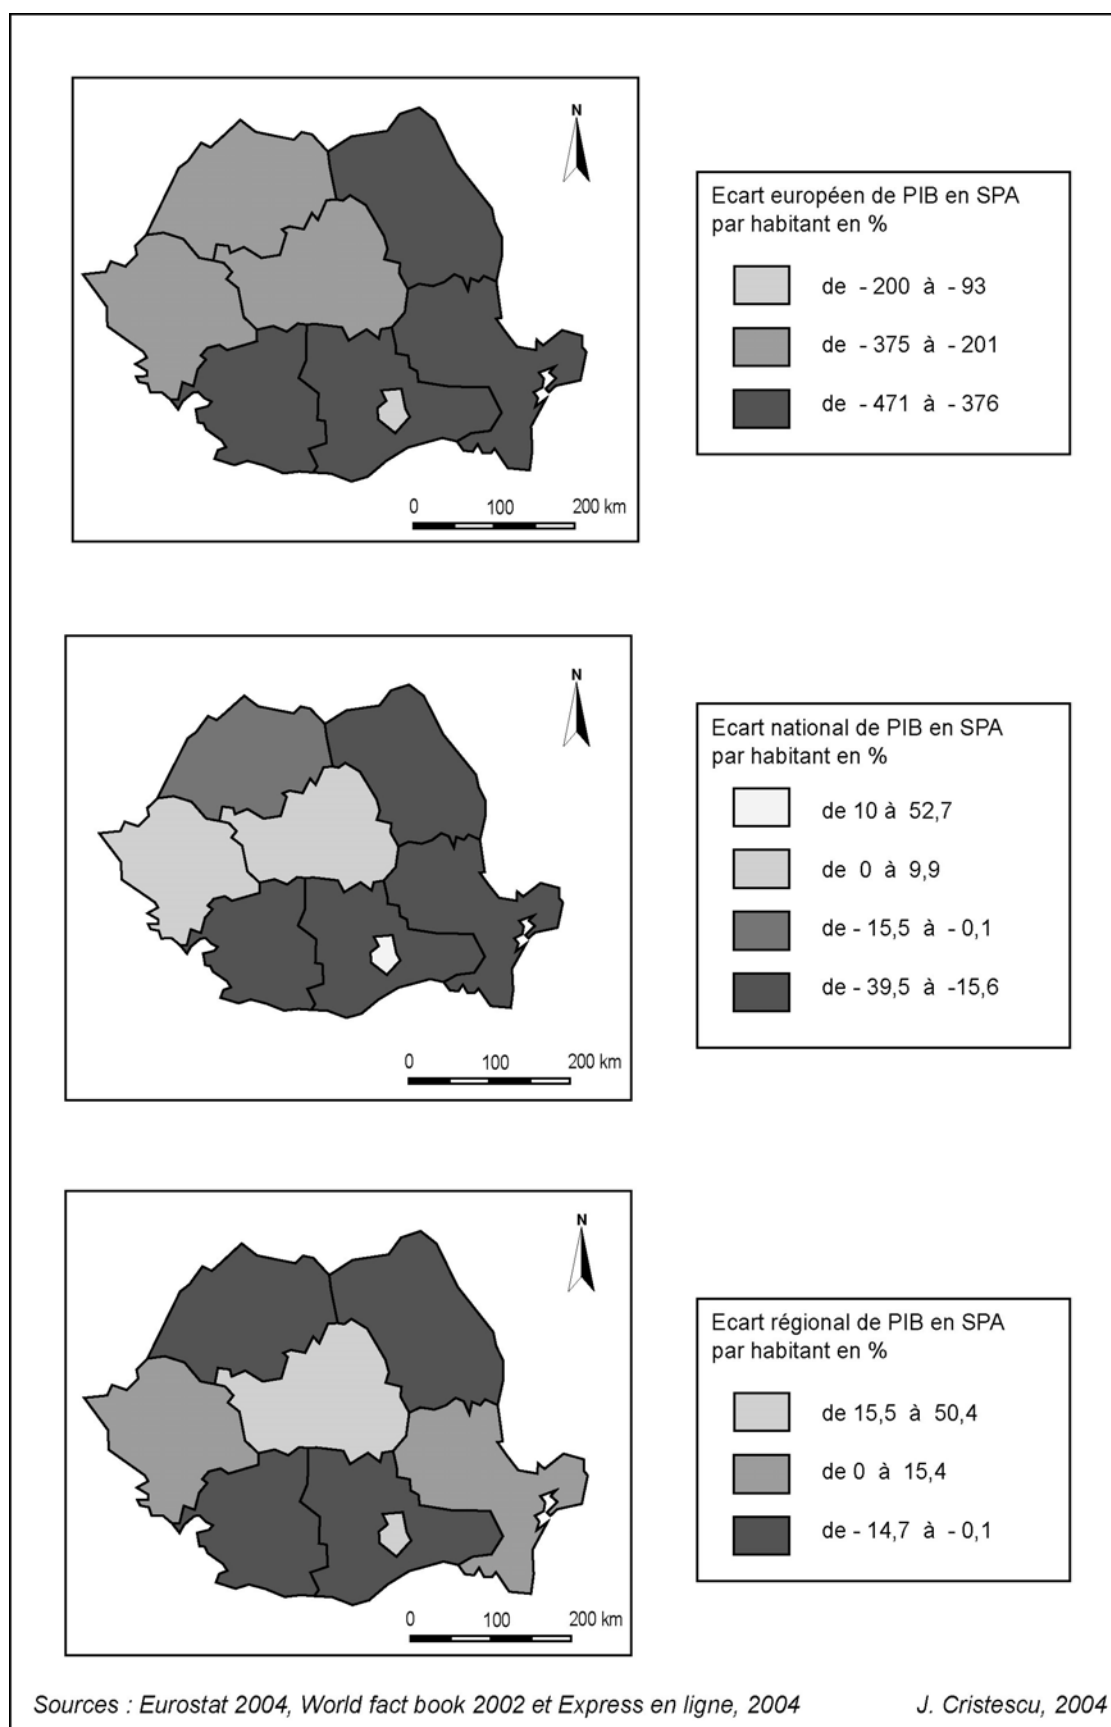 N
0 100 200 km
Ecart européen de PIB en SPA
par habitant en %
de - 200 à - 93
de - 375 à - 201
de - 471 à - 376
N
0 100 200 km
Ecart national de PIB en SPA
par habitant en %
de 10 à 52,7
de 0 à 9,9
de - 15,5 à - 0,1
de - 39,5 à -15,6
N
0 100 200 km
Ecart régional de PIB en SPA
par habitant en %
de 15,5 à 50,4
de 0 à 15,4
de - 14,7 à - 0,1
Sources : Eurostat 2004, World fact book 2002 et Express en ligne, 2004 J. Cristescu, 2004